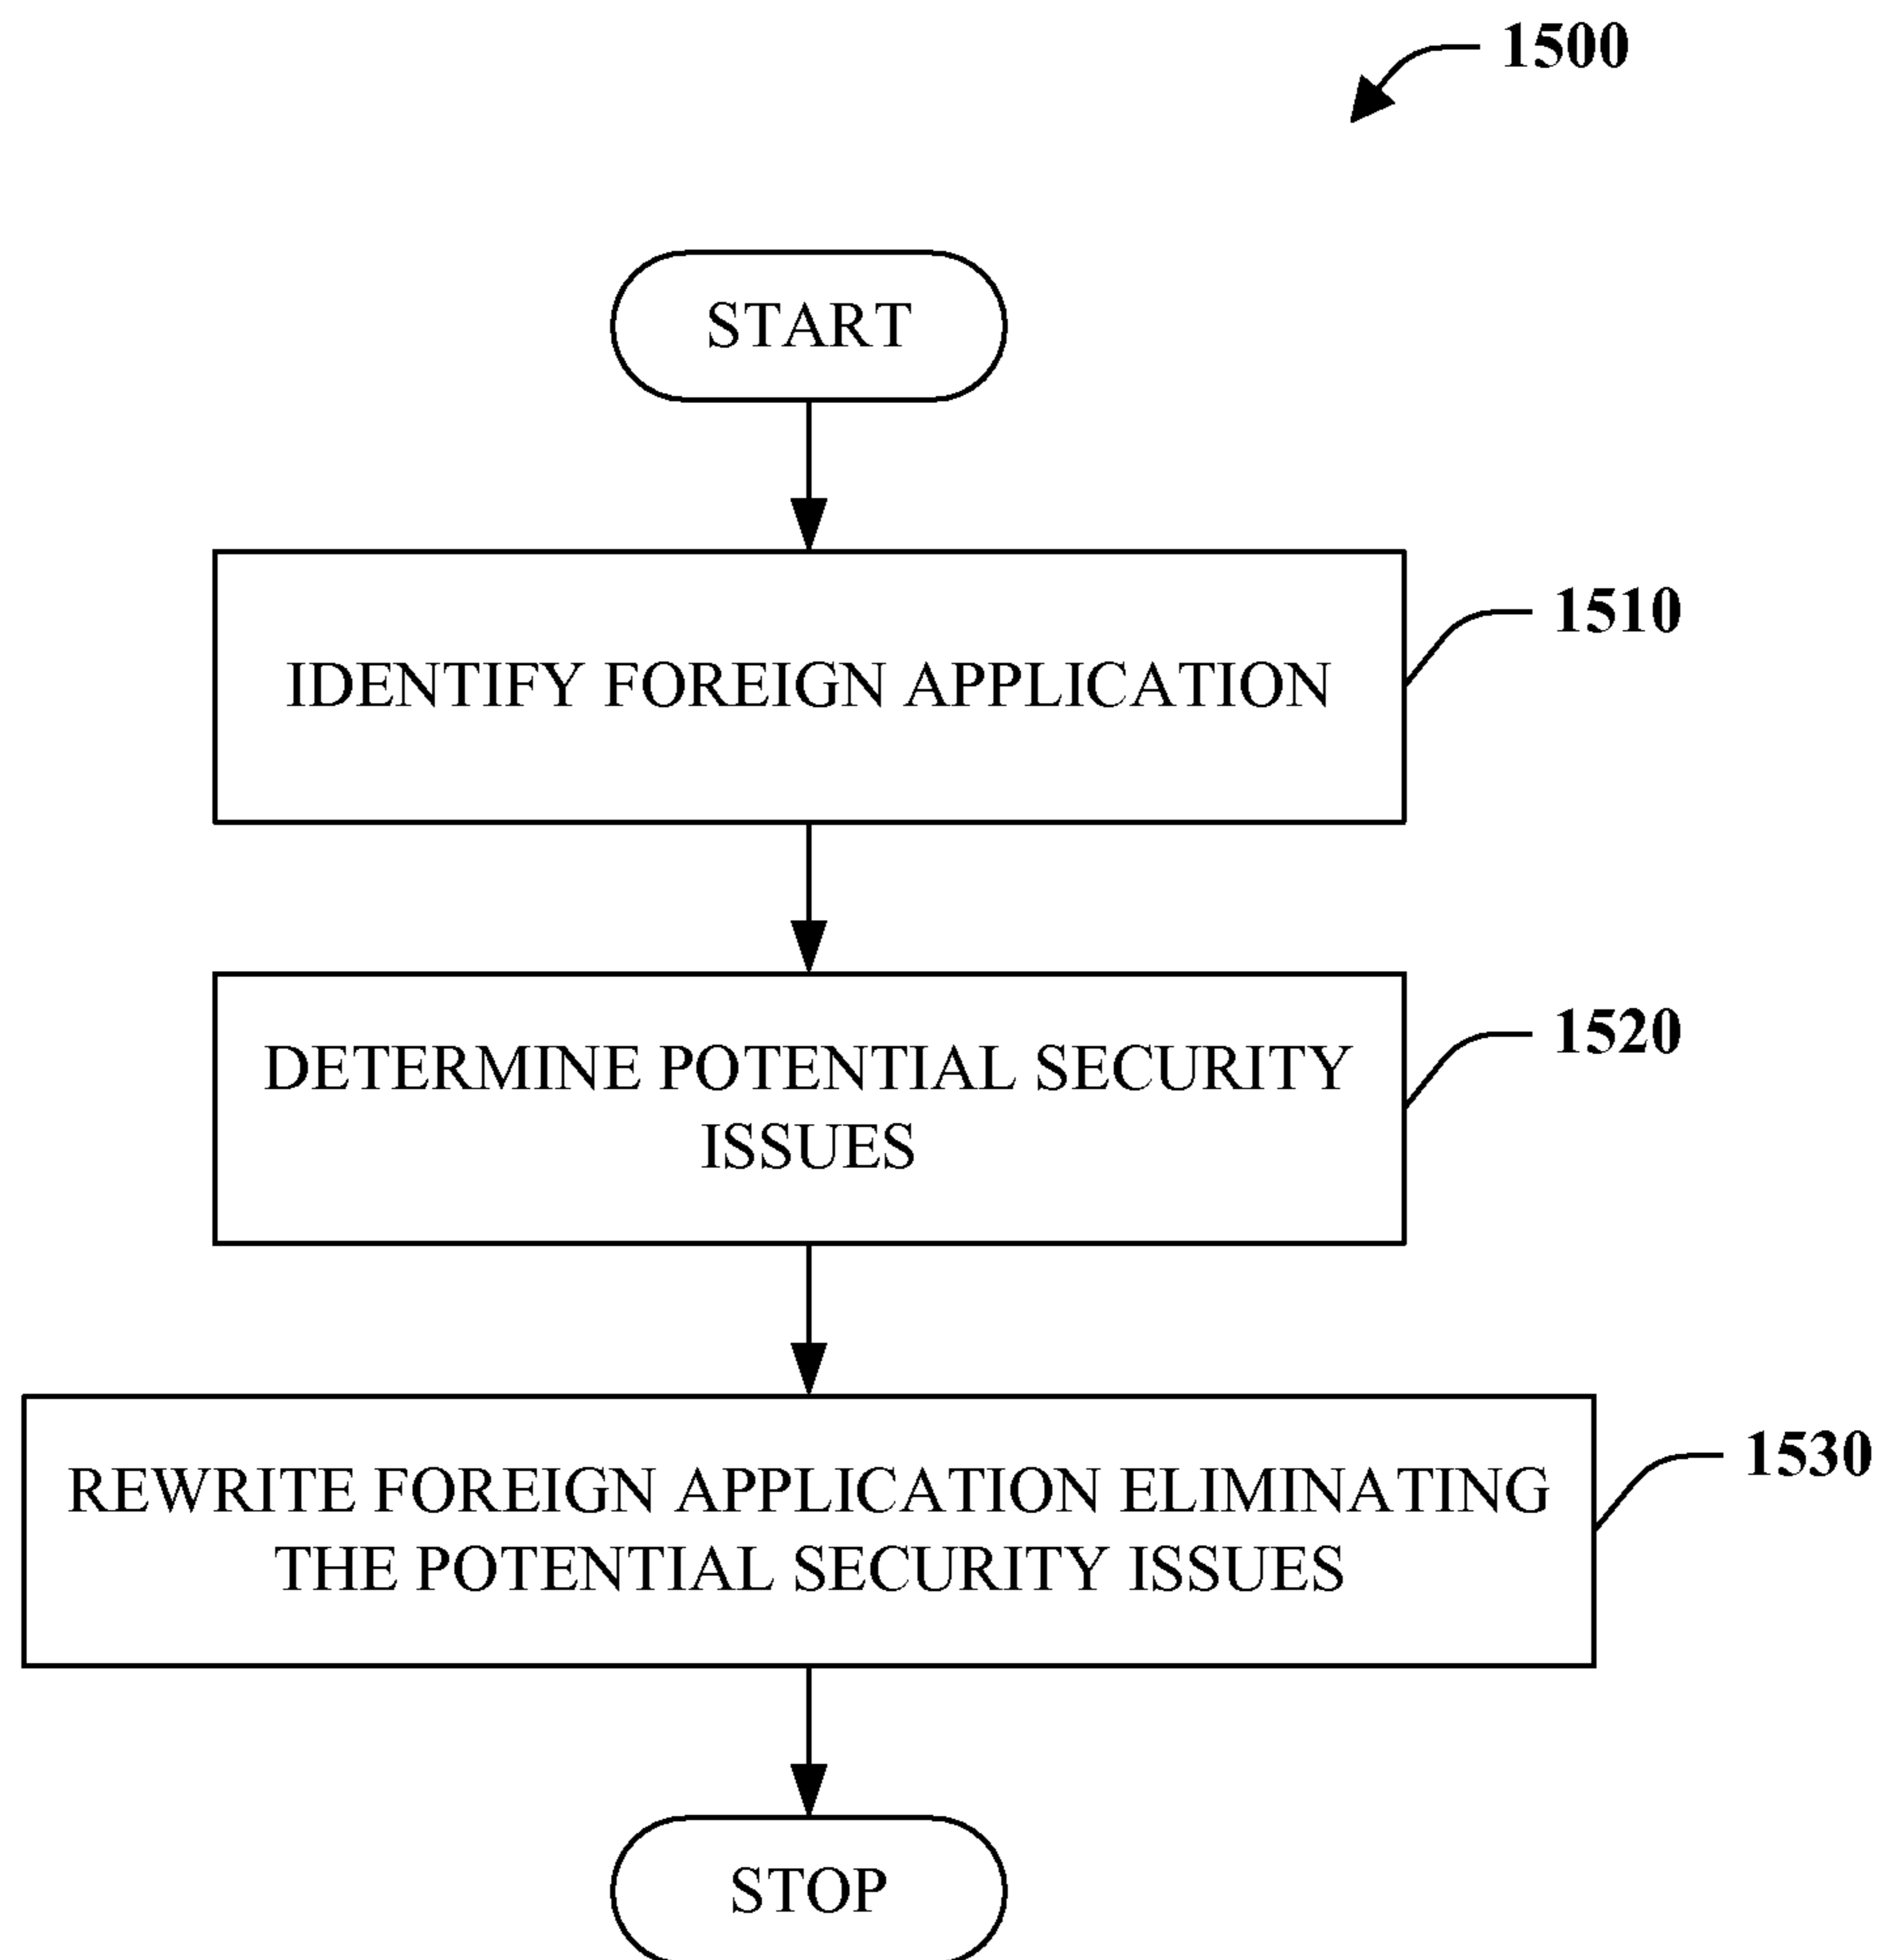 1500
START
IDENTIFY FOREIGN APPLICATION
1510
DETERMINE POTENTIAL SECURITY
ISSUES
1520
REWRITE FOREIGN APPLICATION ELIMINATING
THE POTENTIAL SECURITY ISSUES
1530
STOP